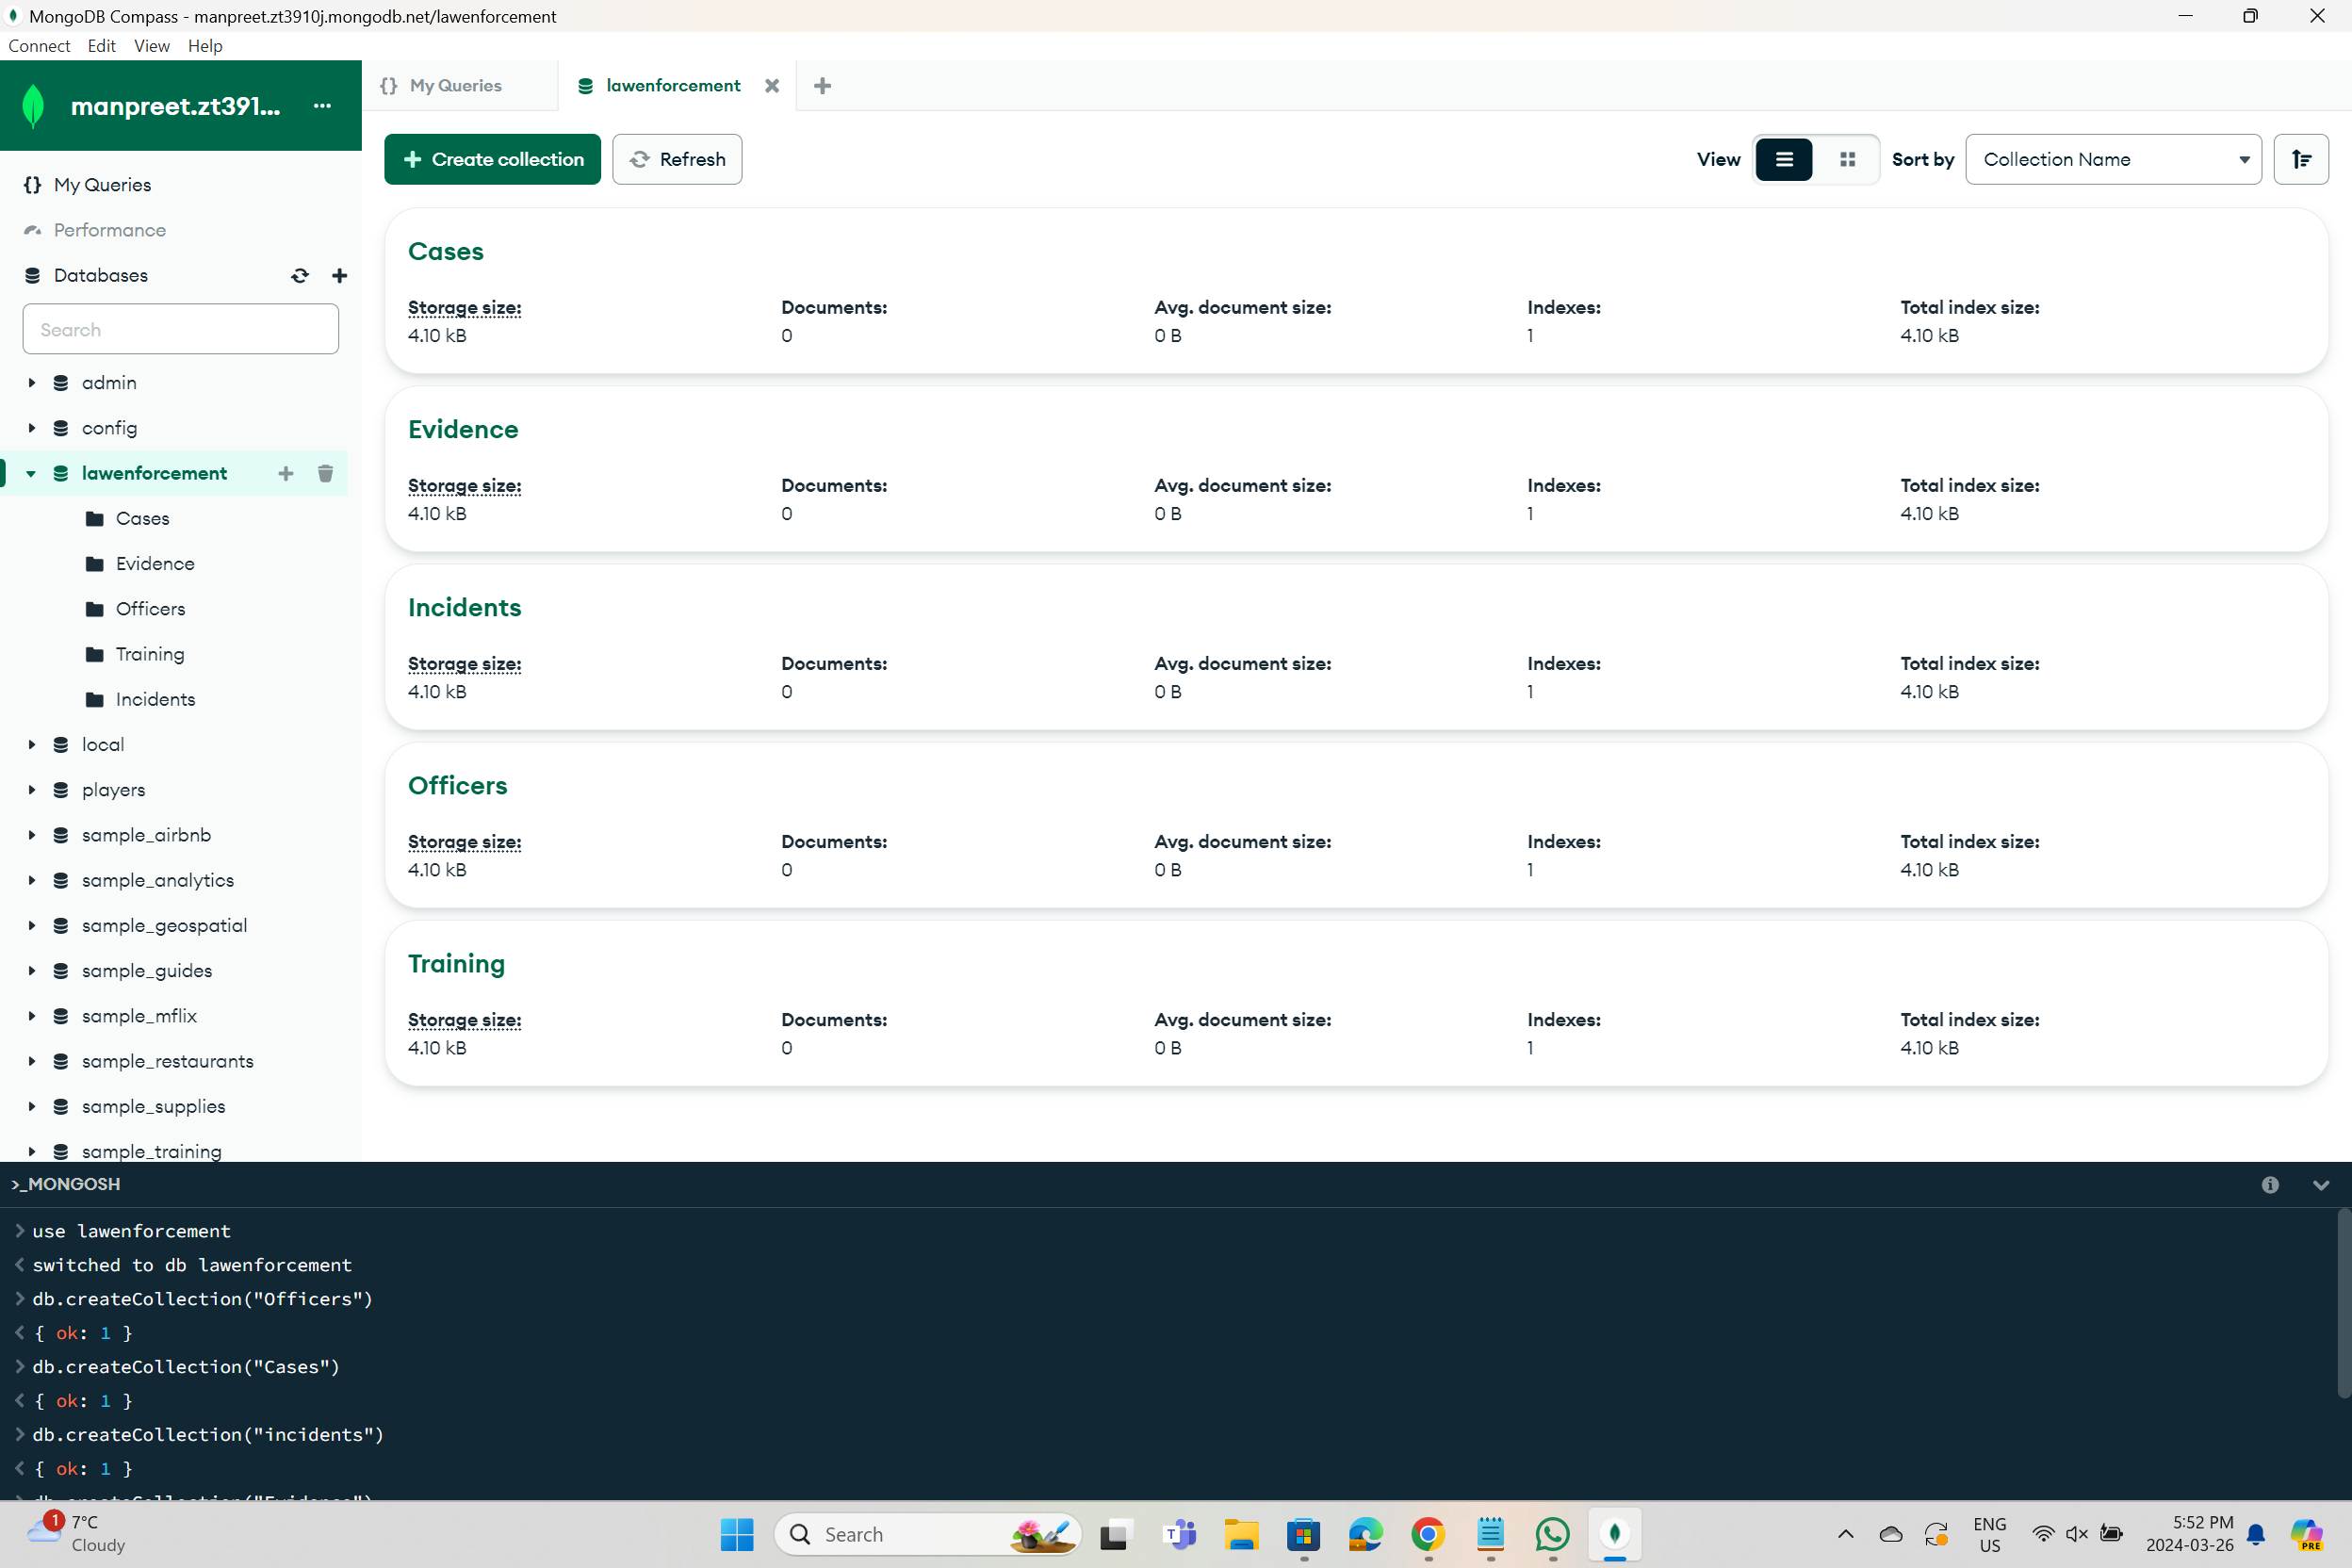 MongoDB Compass - manpreet.zt3910j.mongodb.net/lawenforcement
Connect Edit View Help
manpreet.zt391... ...
{} My Queries
lawenforcement
My Queries
Performance
Databases
Search
admin
config
lawenforcement
Cases
Evidence
Officers
Training
Incidents
local
players
sample_airbnb
sample_analytics
sample_geospatial
sample_guides
sample_mflix
sample_restaurants
sample_supplies
sample_training
Create collection
Refresh
View
Sort by
Collection Name
Cases
Storage size: Documents: Avg. document size: Indexes: Total index size:
4.10 kB 0 0 B 1 4.10 kB
Evidence
Storage size: Documents: Avg. document size: Indexes: Total index size:
4.10 kB 0 0 B 1 4.10 kB
Incidents
Storage size: Documents: Avg. document size: Indexes: Total index size:
4.10 kB 0 0 B 1 4.10 kB
Officers
Storage size: Documents: Avg. document size: Indexes: Total index size:
4.10 kB 0 0 B 1 4.10 kB
Training
Storage size: Documents: Avg. document size: Indexes: Total index size:
4.10 kB 0 0 B 1 4.10 kB
>_MONGOSH
> use lawenforcement
< switched to db lawenforcement
> db.createCollection("Officers")
< { ok: 1 }
> db.createCollection("Cases")
< { ok: 1 }
> db.createCollection("incidents")
< { ok: 1 }
1
7°C
Cloudy
Search
ENG
US
5:52 PM
2024-03-26
PRE